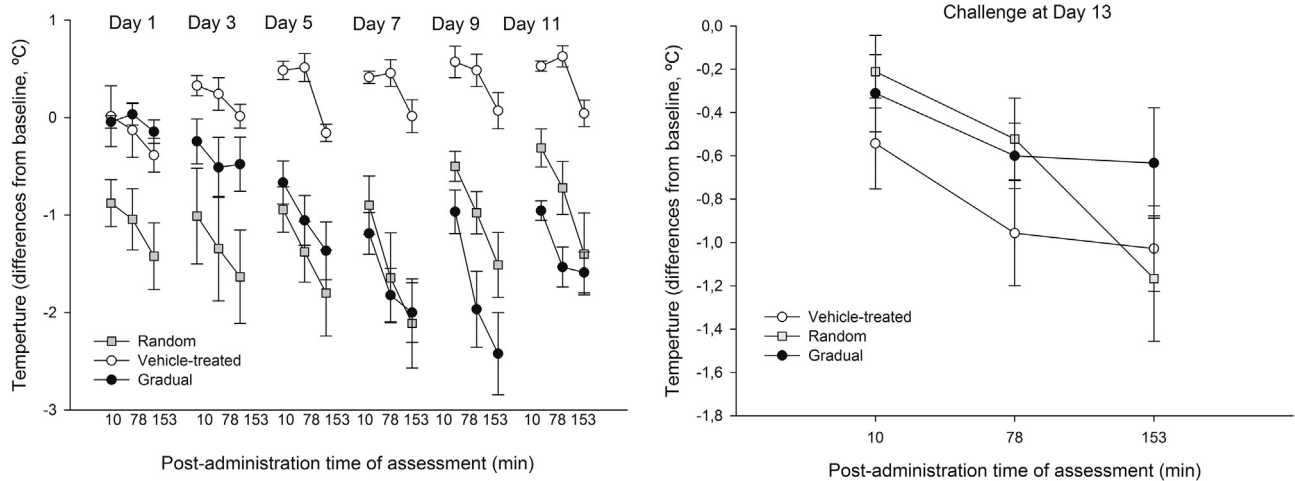 Day 1 Day 3 Day 5 Day 7 Day 9 Day 11
1
0
-1
-2
-3
Temperture (differences from baseline, ºC)
Random
Vehicle-treated
Gradual
10 78 153 10 78 153 10 78 153 10 78 153 10 78 153 10 78 153
Post-administration time of assessment (min)
Challenge at Day 13
0,0
-0,2
-0,4
-0,6
-0,8
-1,0
-1,2
-1,4
-1,6
-1,8
Temperture (differences from baseline, ºC)
Vehicle-treated
Random
Gradual
10 78 153
Post-administration time of assessment (min)